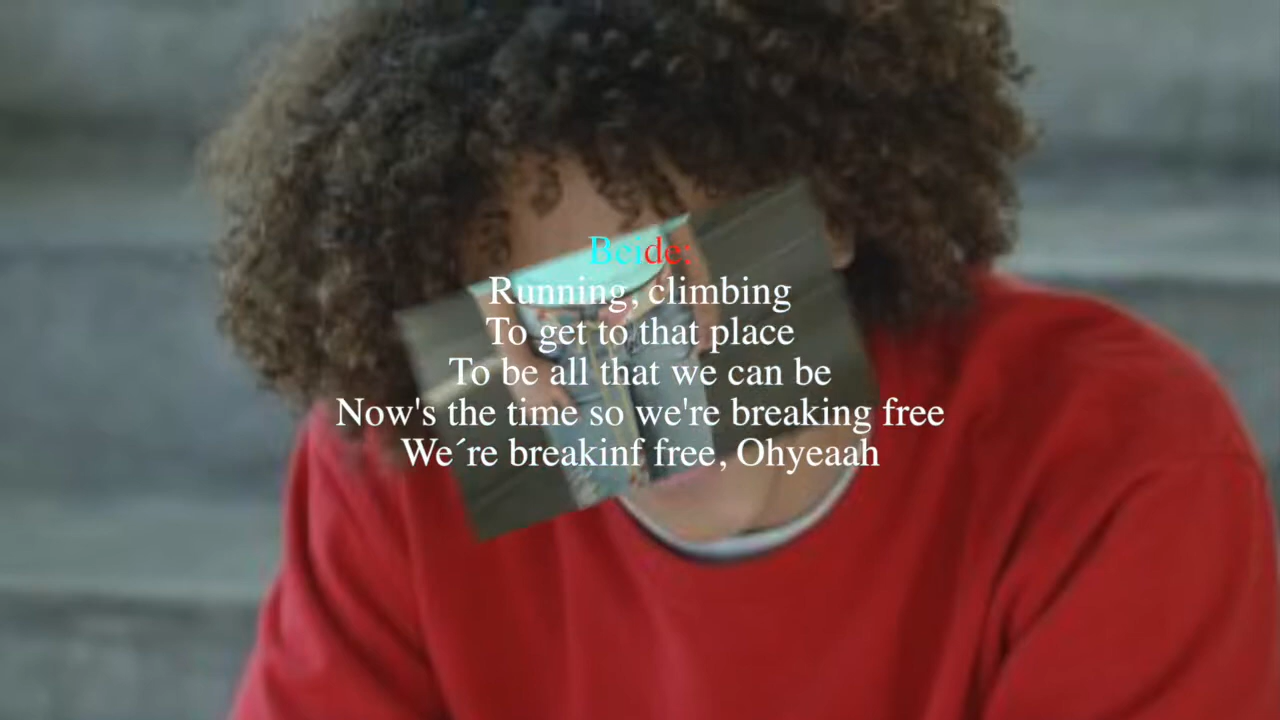 Beide:
Running, climbing
To get to that place
To be all that we can be
Now's the time so we're breaking free
We´re breakinf free, Ohyeaah